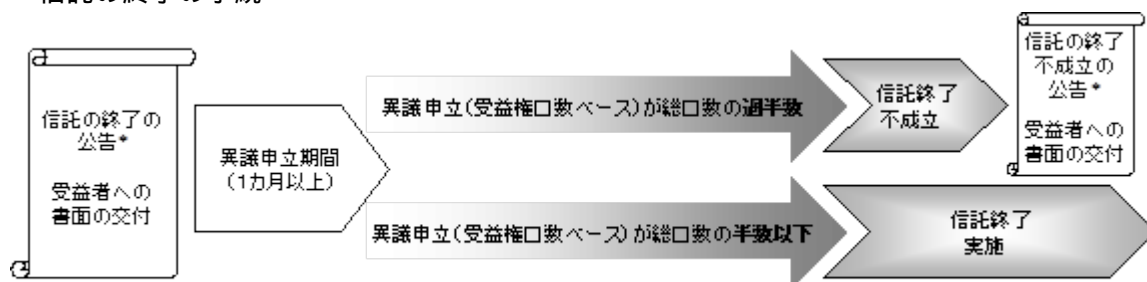 信託の終了の
公告*
受益者への
書面の交付
異議申立期間
(1カ月以上)
異議申立(受益権口数ベース)が総口数の過半数
信託終了
不成立
信託の終了
不成立の
公告*
受益者への
書面の交付
異議申立(受益権口数ベース)が総口数の半数以下
信託終了
実施